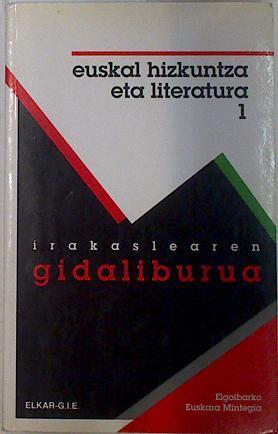 euskal hizkuntza
eta literatura
1
irakaslearen
gidaliburua
Elgoibarko
Euskara Mintegia
ELKAR-G.I.E.